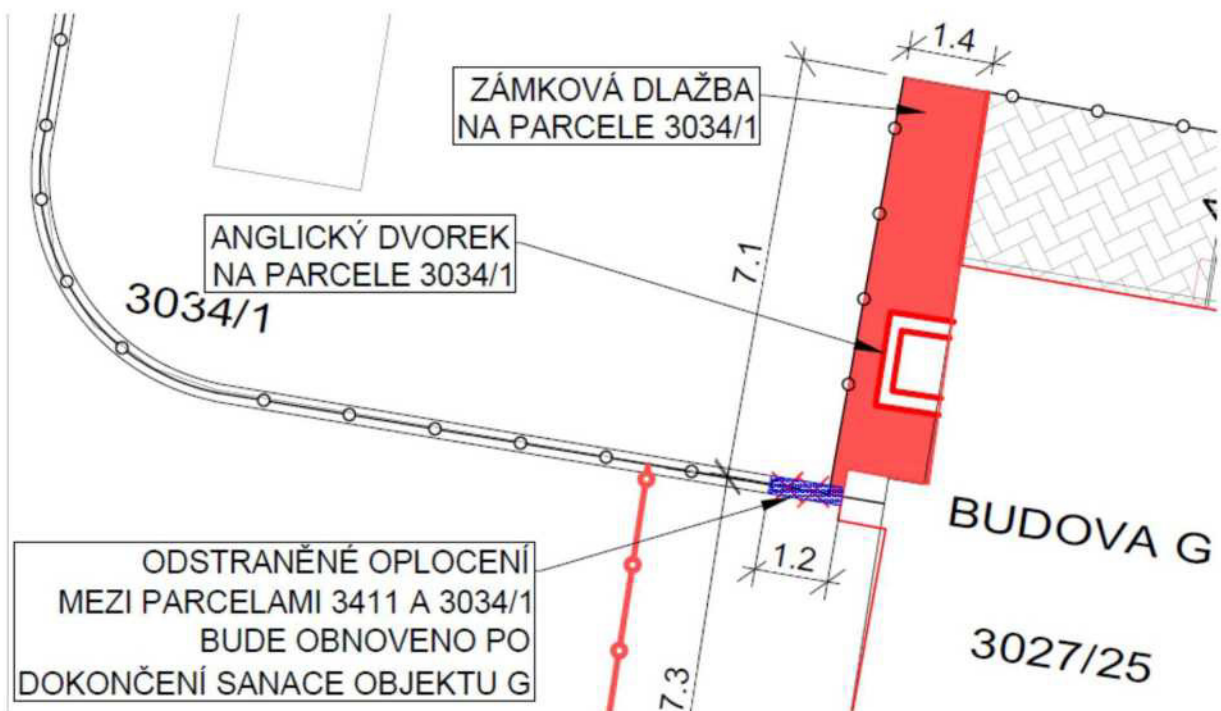 1.4
ZÁMKOVÁ DLAŽBA
NA PARCELE 3034/1
ANGLICKÝ DVOREK
NA PARCELE 3034/1
7.1
3034/1
ODSTRANĚNÉ OPLOCENÍ
MEZI PARCELAMI 3411 A 3034/1
BUDE OBNOVENO PO
DOKONČENÍ SANACE OBJEKTU G
1.2
BUDOVA G
3027/25
7.3